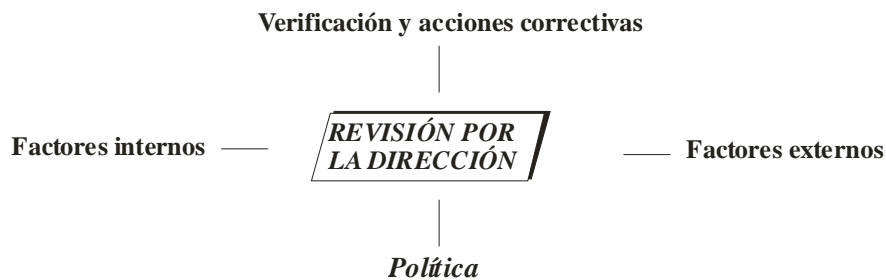 Verificación y acciones correctivas
REVISIÓN POR
LA DIRECCIÓN
Factores internos
Factores externos
Política